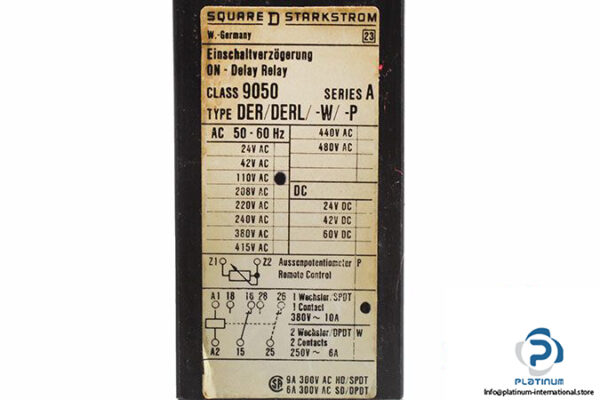 SQUARE D STARKSTROM
W.-Germany 23
Einschaltverzögerung
ON - Delay Relay
CLASS 9050 SERIES A
TYPE DER/DERL/-W/-P
AC 50-60 Hz
24V AC
42V AC
110V AC
208V AC
220V AC
240V AC
380V AC
415V AC
440V AC
480V AC
DC
24V DC
42V DC
60V DC
Z1 Z2 Aussenpotentiometer P
Remote Control
A1 18 16 28 26
A2 15 25
1 Wechsler/SPDT
1 Contact
380V ~ 10A
2 Wechsler/DPDT W
2 Contacts
250V ~ 6A
SA 9A 300V AC HD/SPDT
6A 300V AC SD/DPDT
PLATINUM
INTERNATIONAL
Info@platinum-international.store